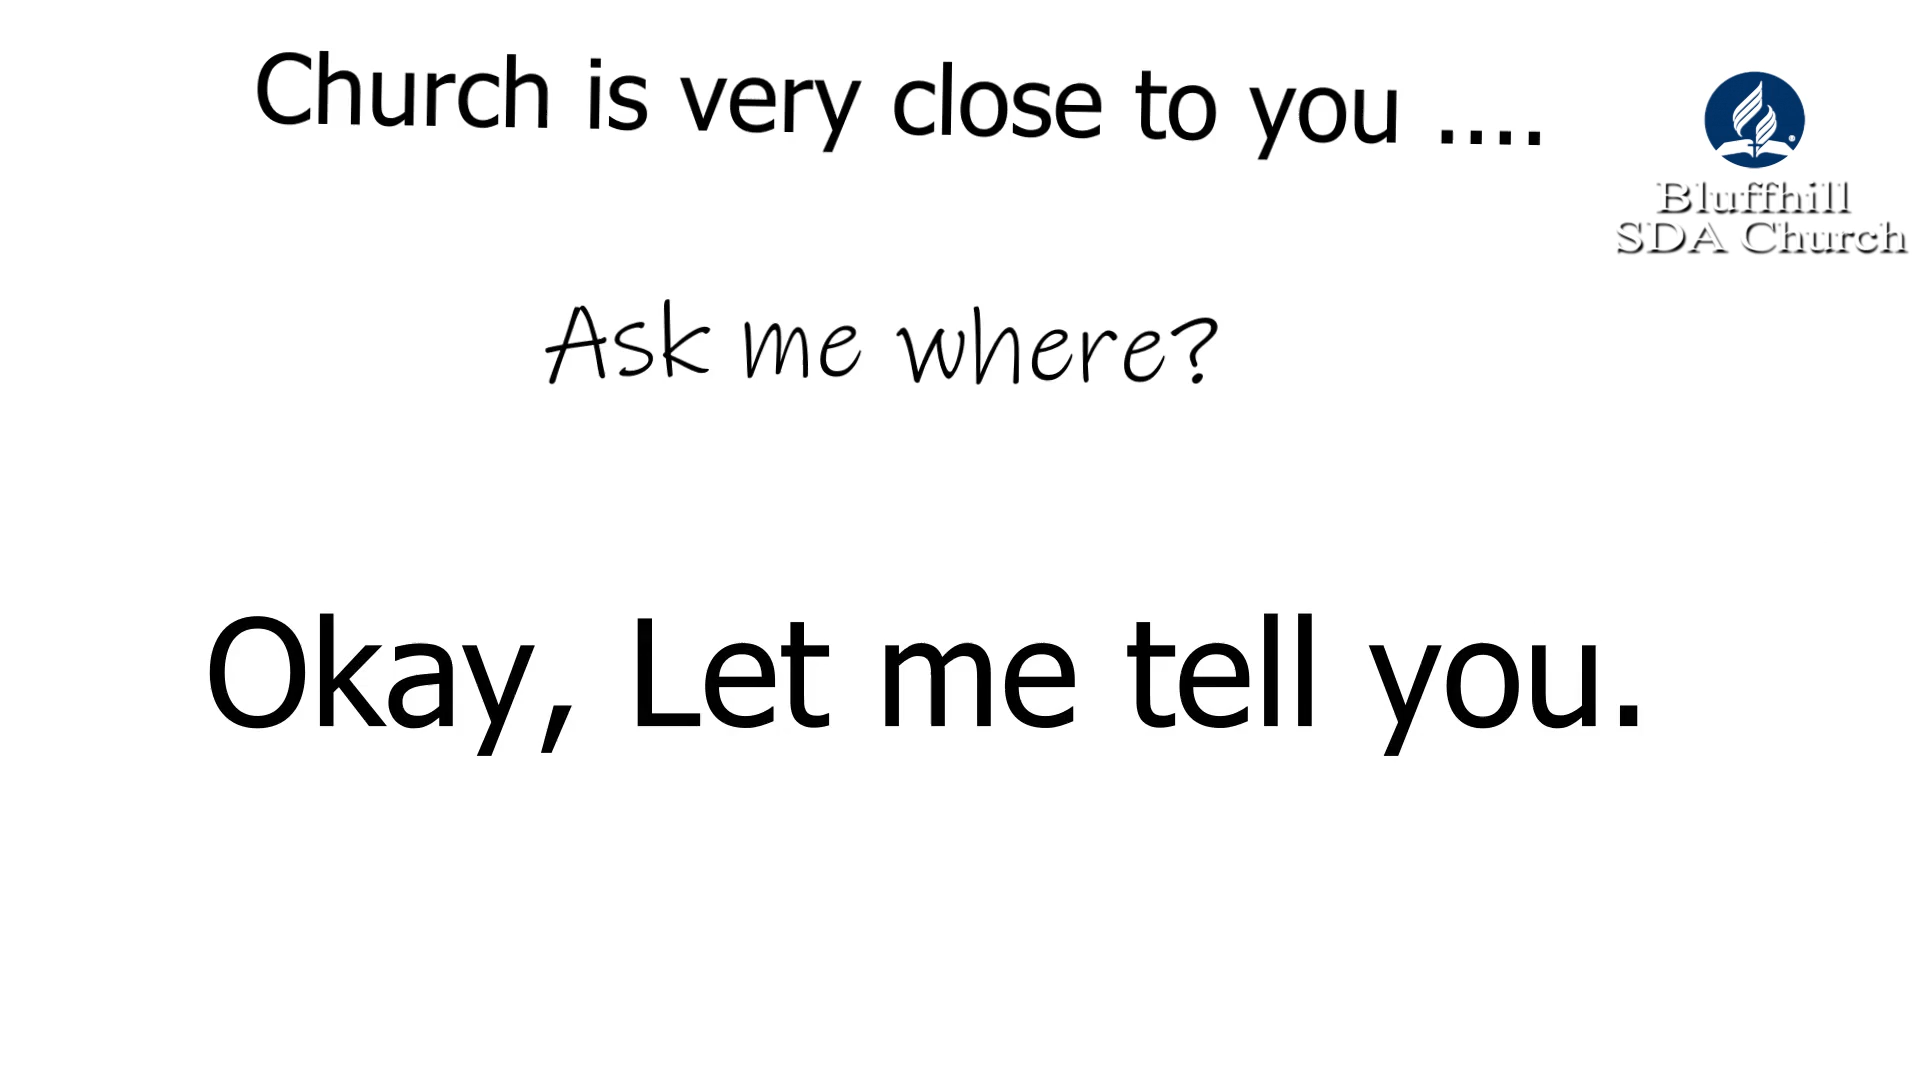 Church is very close to you ....
Bluffhill
SDA Church
Ask me where?
Okay, Let me tell you.